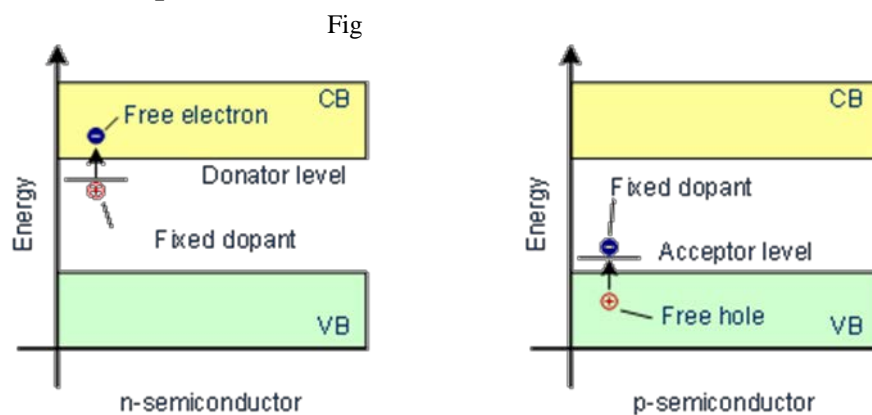 Fig
CB
Free electron
Donator level
Fixed dopant
VB
Energy
n-semiconductor
CB
Fixed dopant
Acceptor level
Free hole
VB
Energy
p-semiconductor